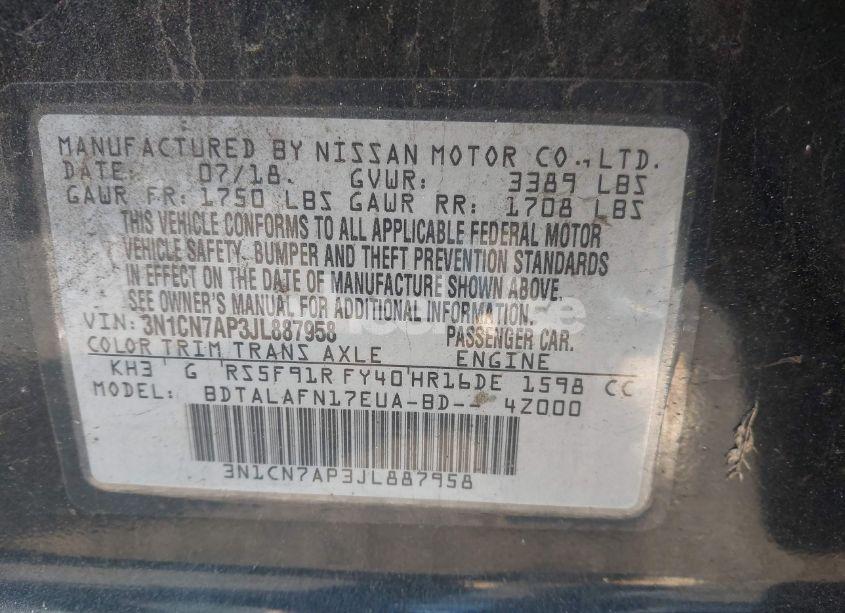 MANUFACTURED BY NISSAN MOTOR CO.,LTD.
DATE: 07/18. GVWR: 3389 LBS
GAWR FR: 1750 LBS GAWR RR: 1708 LBS
THIS VEHICLE CONFORMS TO ALL APPLICABLE FEDERAL MOTOR
VEHICLE SAFETY, BUMPER AND THEFT PREVENTION STANDARDS
IN EFFECT ON THE DATE OF MANUFACTURE SHOWN ABOVE.
SEE OWNER'S MANUAL FOR ADDITIONAL INFORMATION.
VIN: 3N1CN7AP3JL887958 PASSENGER CAR.
COLOR TRIM TRANS AXLE ENGINE
KH3 G RS5F91R FY40 HR16DE 1598 CC
MODEL: BDTALAFN17EUA-BD-- 4Z000
3N1CN7AP3JL887958